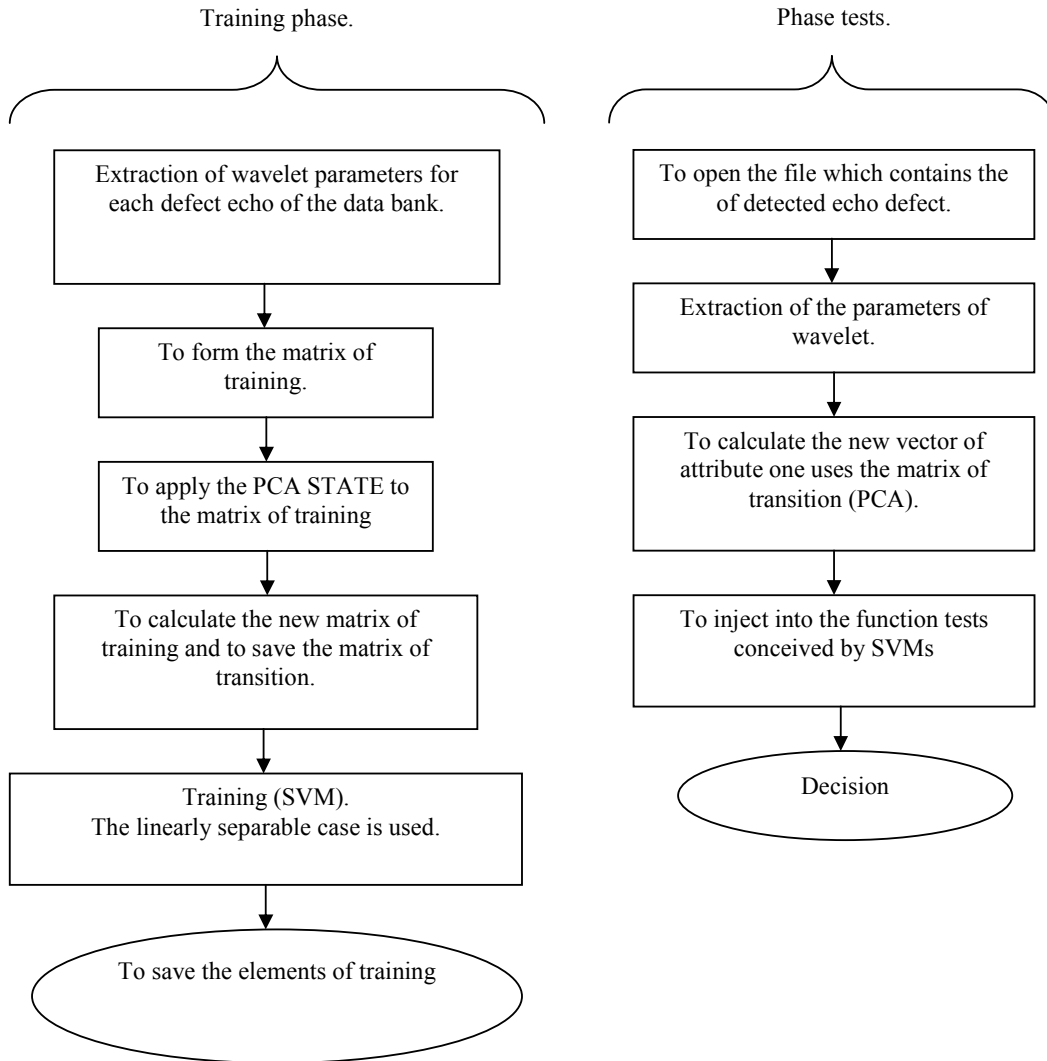 Training phase.
Extraction of wavelet parameters for
each defect echo of the data bank.
To form the matrix of
training.
To apply the PCA STATE to
the matrix of training
To calculate the new matrix of
training and to save the matrix of
transition.
Training (SVM).
The linearly separable case is used.
To save the elements of training
Phase tests.
To open the file which contains the
of detected echo defect.
Extraction of the parameters of
wavelet.
To calculate the new vector of
attribute one uses the matrix of
transition (PCA).
To inject into the function tests
conceived by SVMs
Decision